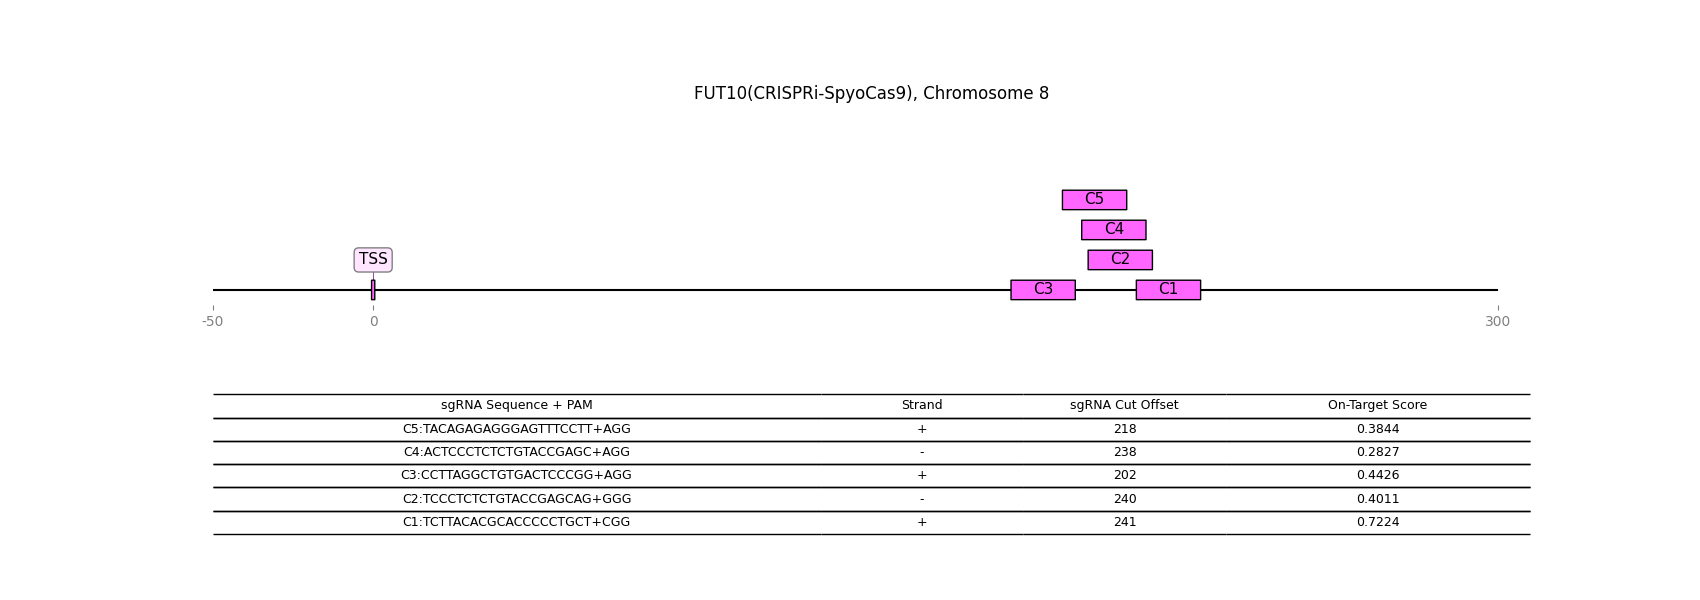 FUT10(CRISPRi-SpyoCas9), Chromosome 8
C5
C4
TSS C2
C3 C1
-50 0 300
sgRNA Sequence + PAM Strand sgRNA Cut Offset On-Target Score
C5:TACAGAGAGGGAGTTTCCTT+AGG + 218 0.3844
C4:ACTCCCTCTCTGTACCGAGC+AGG - 238 0.2827
C3:CCTTAGGCTGTGACTCCCGG+AGG + 202 0.4426
C2:TCCCTCTCTGTACCGAGCAG+GGG - 240 0.4011
C1:TCTTACACGCACCCCCTGCT+CGG + 241 0.7224